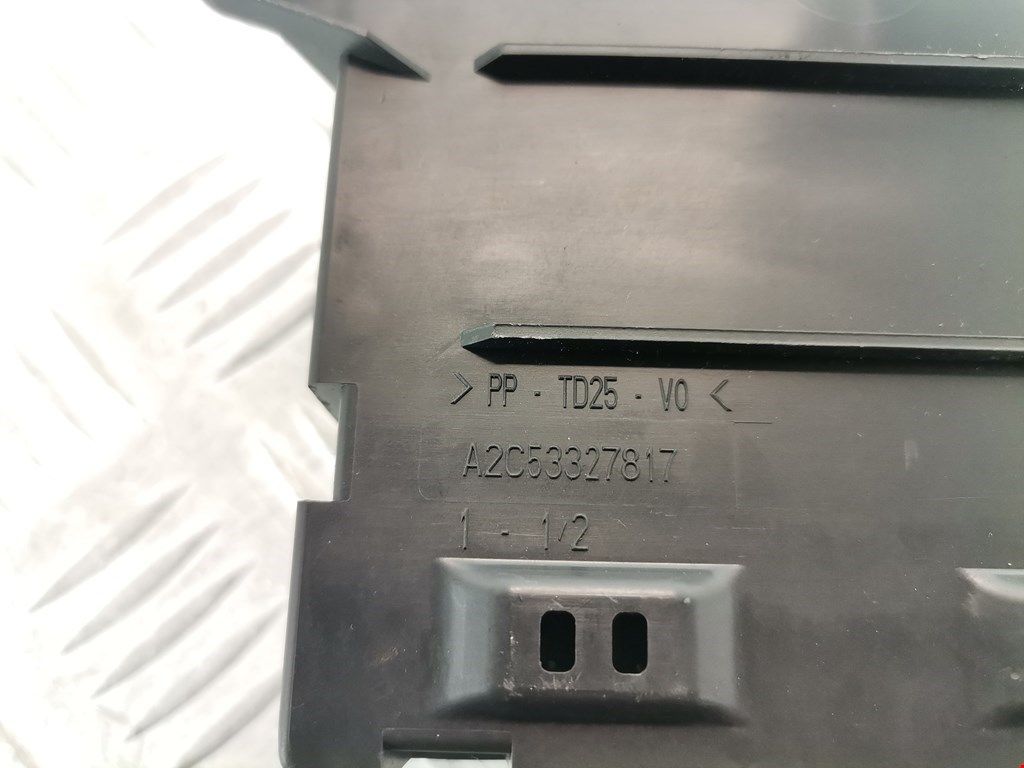 > PP - TD25 - V0 <
A2C53327817
1 - 1/2